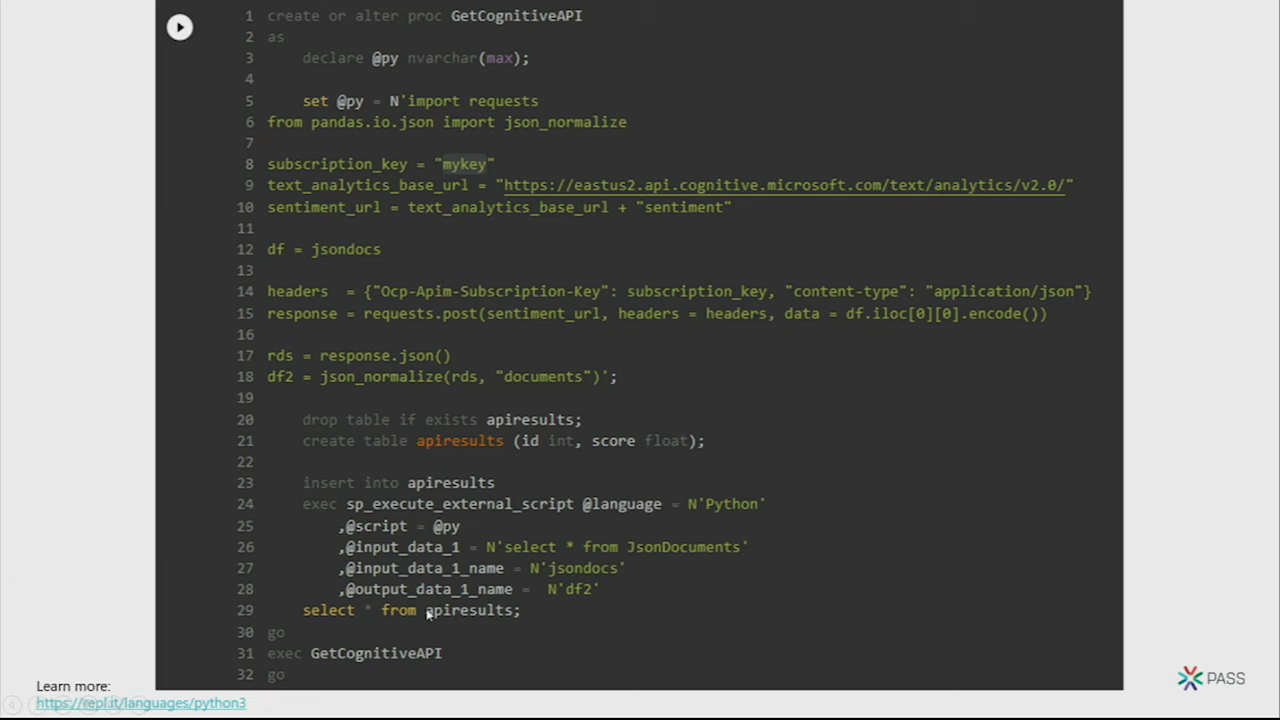 1 create or alter proc GetCognitiveAPI
2 as
3 declare @py nvarchar(max);
4
5 set @py = N'import requests
6 from pandas.io.json import json_normalize
7
8 subscription_key = "mykey"
9 text_analytics_base_url = "https://eastus2.api.cognitive.microsoft.com/text/analytics/v2.0/"
10 sentiment_url = text_analytics_base_url + "sentiment"
11
12 df = jsondocs
13
14 headers = {"Ocp-Apim-Subscription-Key": subscription_key, "content-type": "application/json"}
15 response = requests.post(sentiment_url, headers = headers, data = df.iloc[0][0].encode())
16
17 rds = response.json()
18 df2 = json_normalize(rds, "documents")';
19
20 drop table if exists apiresults;
21 create table apiresults (id int, score float);
22
23 insert into apiresults
24 exec sp_execute_external_script @language = N'Python'
25 ,@script = @py
26 ,@input_data_1 = N'select * from JsonDocuments'
27 ,@input_data_1_name = N'jsondocs'
28 ,@output_data_1_name = N'df2'
29 select * from apiresults;
30 go
31 exec GetCognitiveAPI
32 go
Learn more:
https://repl.it/languages/python3
PASS